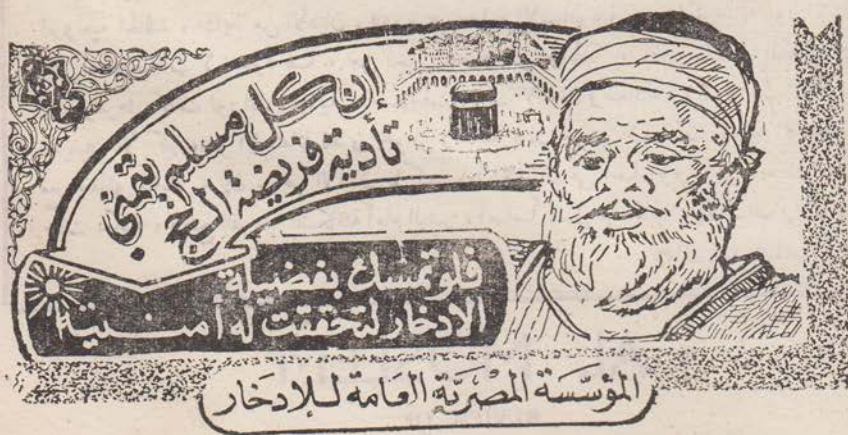 إن كل مسلم يتمنى
تأدية فريضة الحج
فلو تمسك بفضيلة
الادخار لتحققت له أمنيته
المؤسسة المصرية العامة للادخار